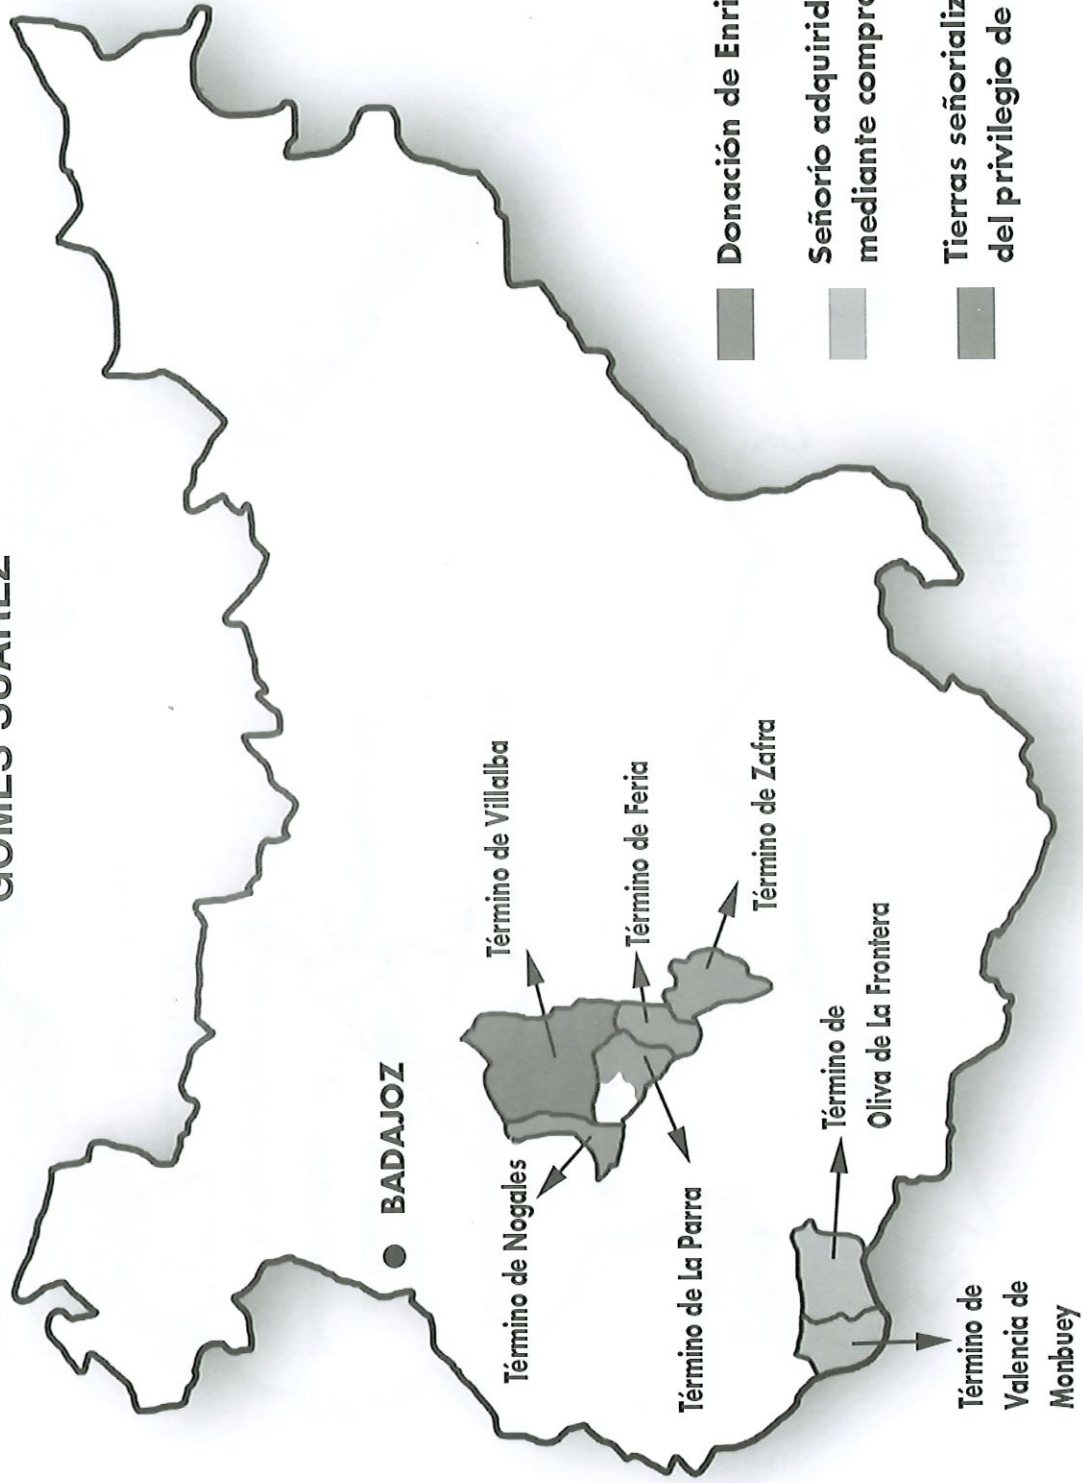 GOMES SUAREZ
BADAJOZ
Término de Villalba
Término de Nogales
Término de Feria
Término de La Parra
Término de Zafra
Término de
Oliva de La Frontera
Término de
Valencia de
Monbuey
Donación de Enri
Señorío adquirid
mediante compr
Tierras señorializ
del privilegio de